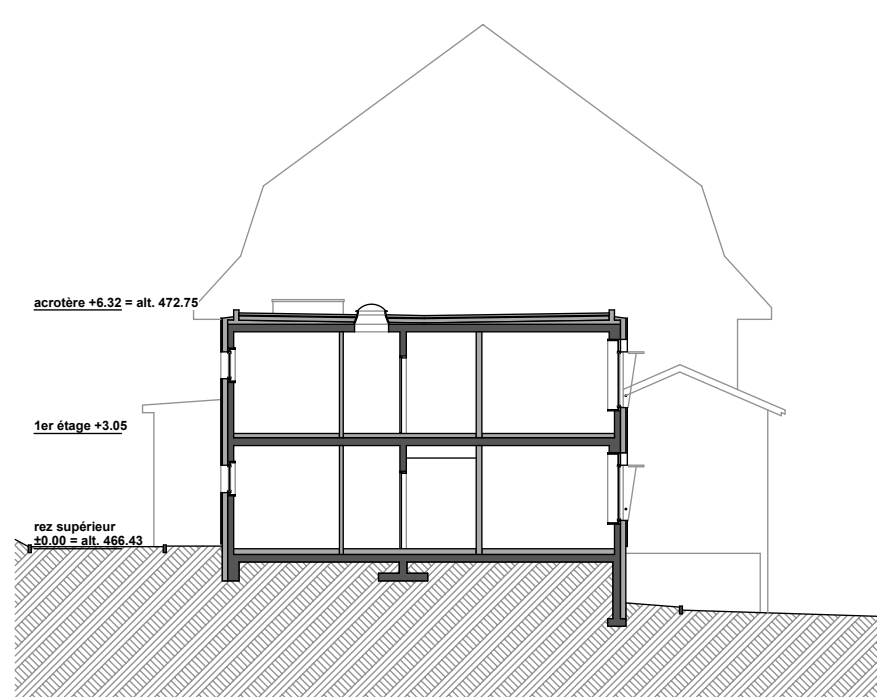 acrotère +6.32 = alt. 472.75
1er étage +3.05
rez supérieur
±0.00 = alt. 466.43